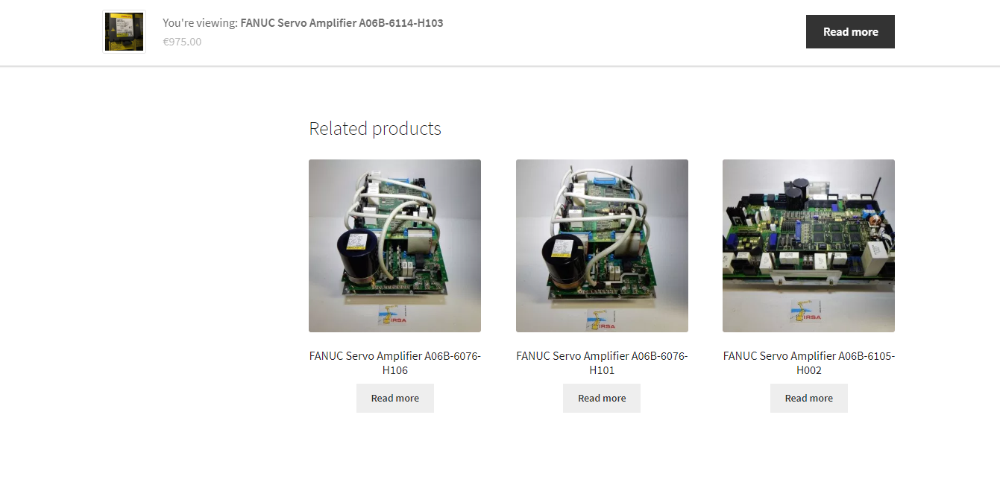 You're viewing: FANUC Servo Amplifier A06B-6114-H103
€975.00
Read more
Related products
IRSA
IRSA
IRSA
FANUC Servo Amplifier A06B-6076-
H106
FANUC Servo Amplifier A06B-6076-
H101
FANUC Servo Amplifier A06B-6105-
H002
Read more
Read more
Read more